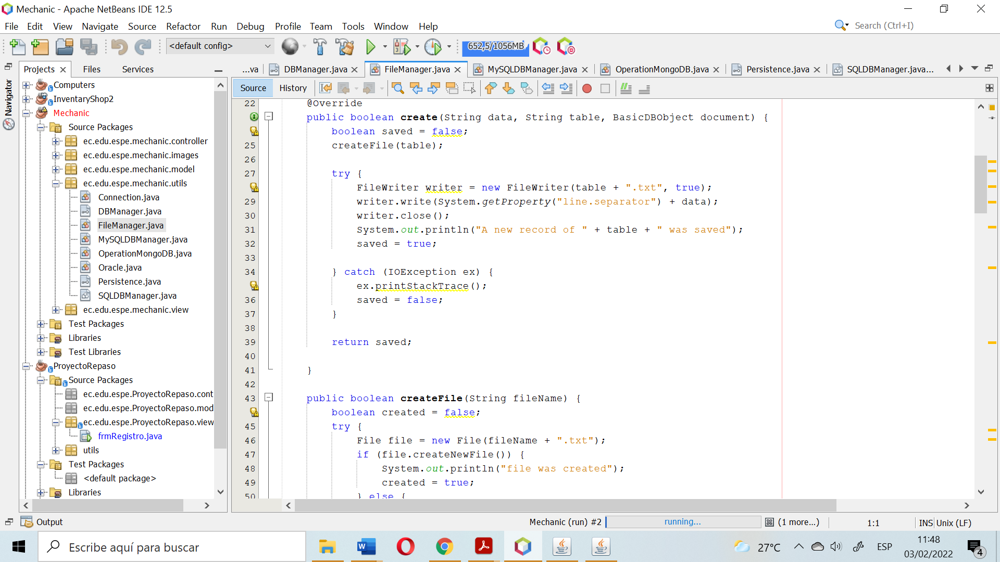 Mechanic - Apache NetBeans IDE 12.5
File Edit View Navigate Source Refactor Run Debug Profile Team Tools Window Help
Search (Ctrl+I)
<default config>
652,5/1056MB
Projects Files Services
...va DBManager.java FileManager.java MySQLDBManager.java OperationMongoDB.java Persistence.java SQLDBManager.java...
Navigator
Source History
Computers
InventaryShop2
Mechanic
Source Packages
ec.edu.espe.mechanic.controller
ec.edu.espe.mechanic.images
ec.edu.espe.mechanic.model
ec.edu.espe.mechanic.utils
Connection.java
DBManager.java
FileManager.java
MySQLDBManager.java
OperationMongoDB.java
Oracle.java
Persistence.java
SQLDBManager.java
ec.edu.espe.mechanic.view
Test Packages
Libraries
Test Libraries
ProyectoRepaso
Source Packages
ec.edu.espe.ProyectoRepaso.cont
ec.edu.espe.ProyectoRepaso.mod
ec.edu.espe.ProyectoRepaso.view
frmRegistro.java
utils
Test Packages
<default package>
Libraries
22 @Override
public boolean create(String data, String table, BasicDBObject document) {
boolean saved = false;
25 createFile(table);
26
27 try {
FileWriter writer = new FileWriter(table + ".txt", true);
29 writer.write(System.getProperty("line.separator") + data);
30 writer.close();
31 System.out.println("A new record of " + table + " was saved");
32 saved = true;
33
34 } catch (IOException ex) {
ex.printStackTrace();
36 saved = false;
37 }
38
39 return saved;
40
41 }
42
43 public boolean createFile(String fileName) {
boolean created = false;
45 try {
46 File file = new File(fileName + ".txt");
47 if (file.createNewFile()) {
48 System.out.println("file was created");
49 created = true;
50 } else {
Output
Mechanic (run) #2 running... (1 more...) 1:1 INS Unix (LF)
Escribe aquí para buscar
27°C ESP
11:48
03/02/2022
4